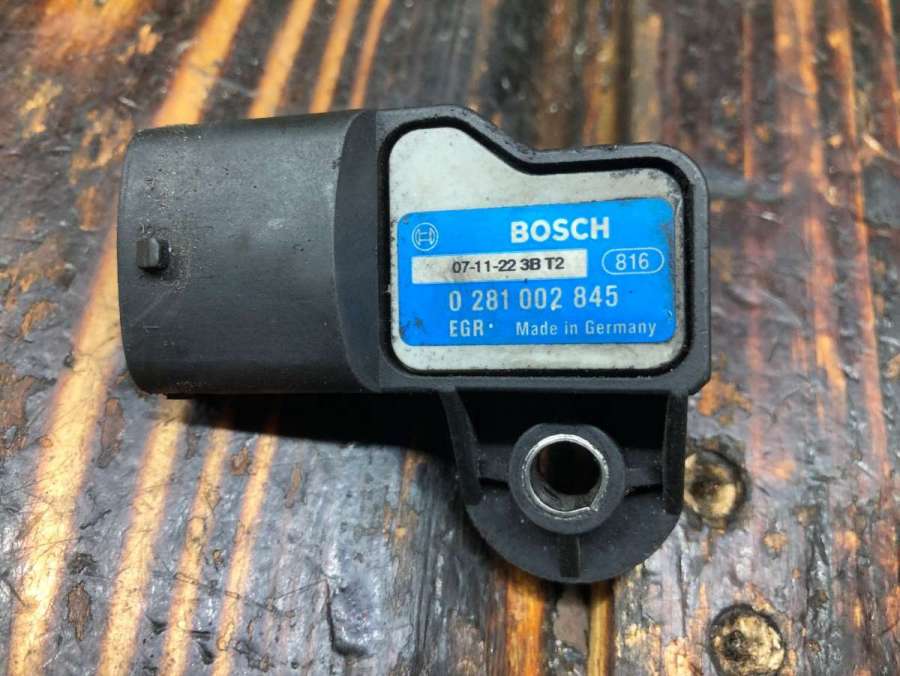 BOSCH
07-11-22 3B T2 816
0 281 002 845
EGR· Made in Germany